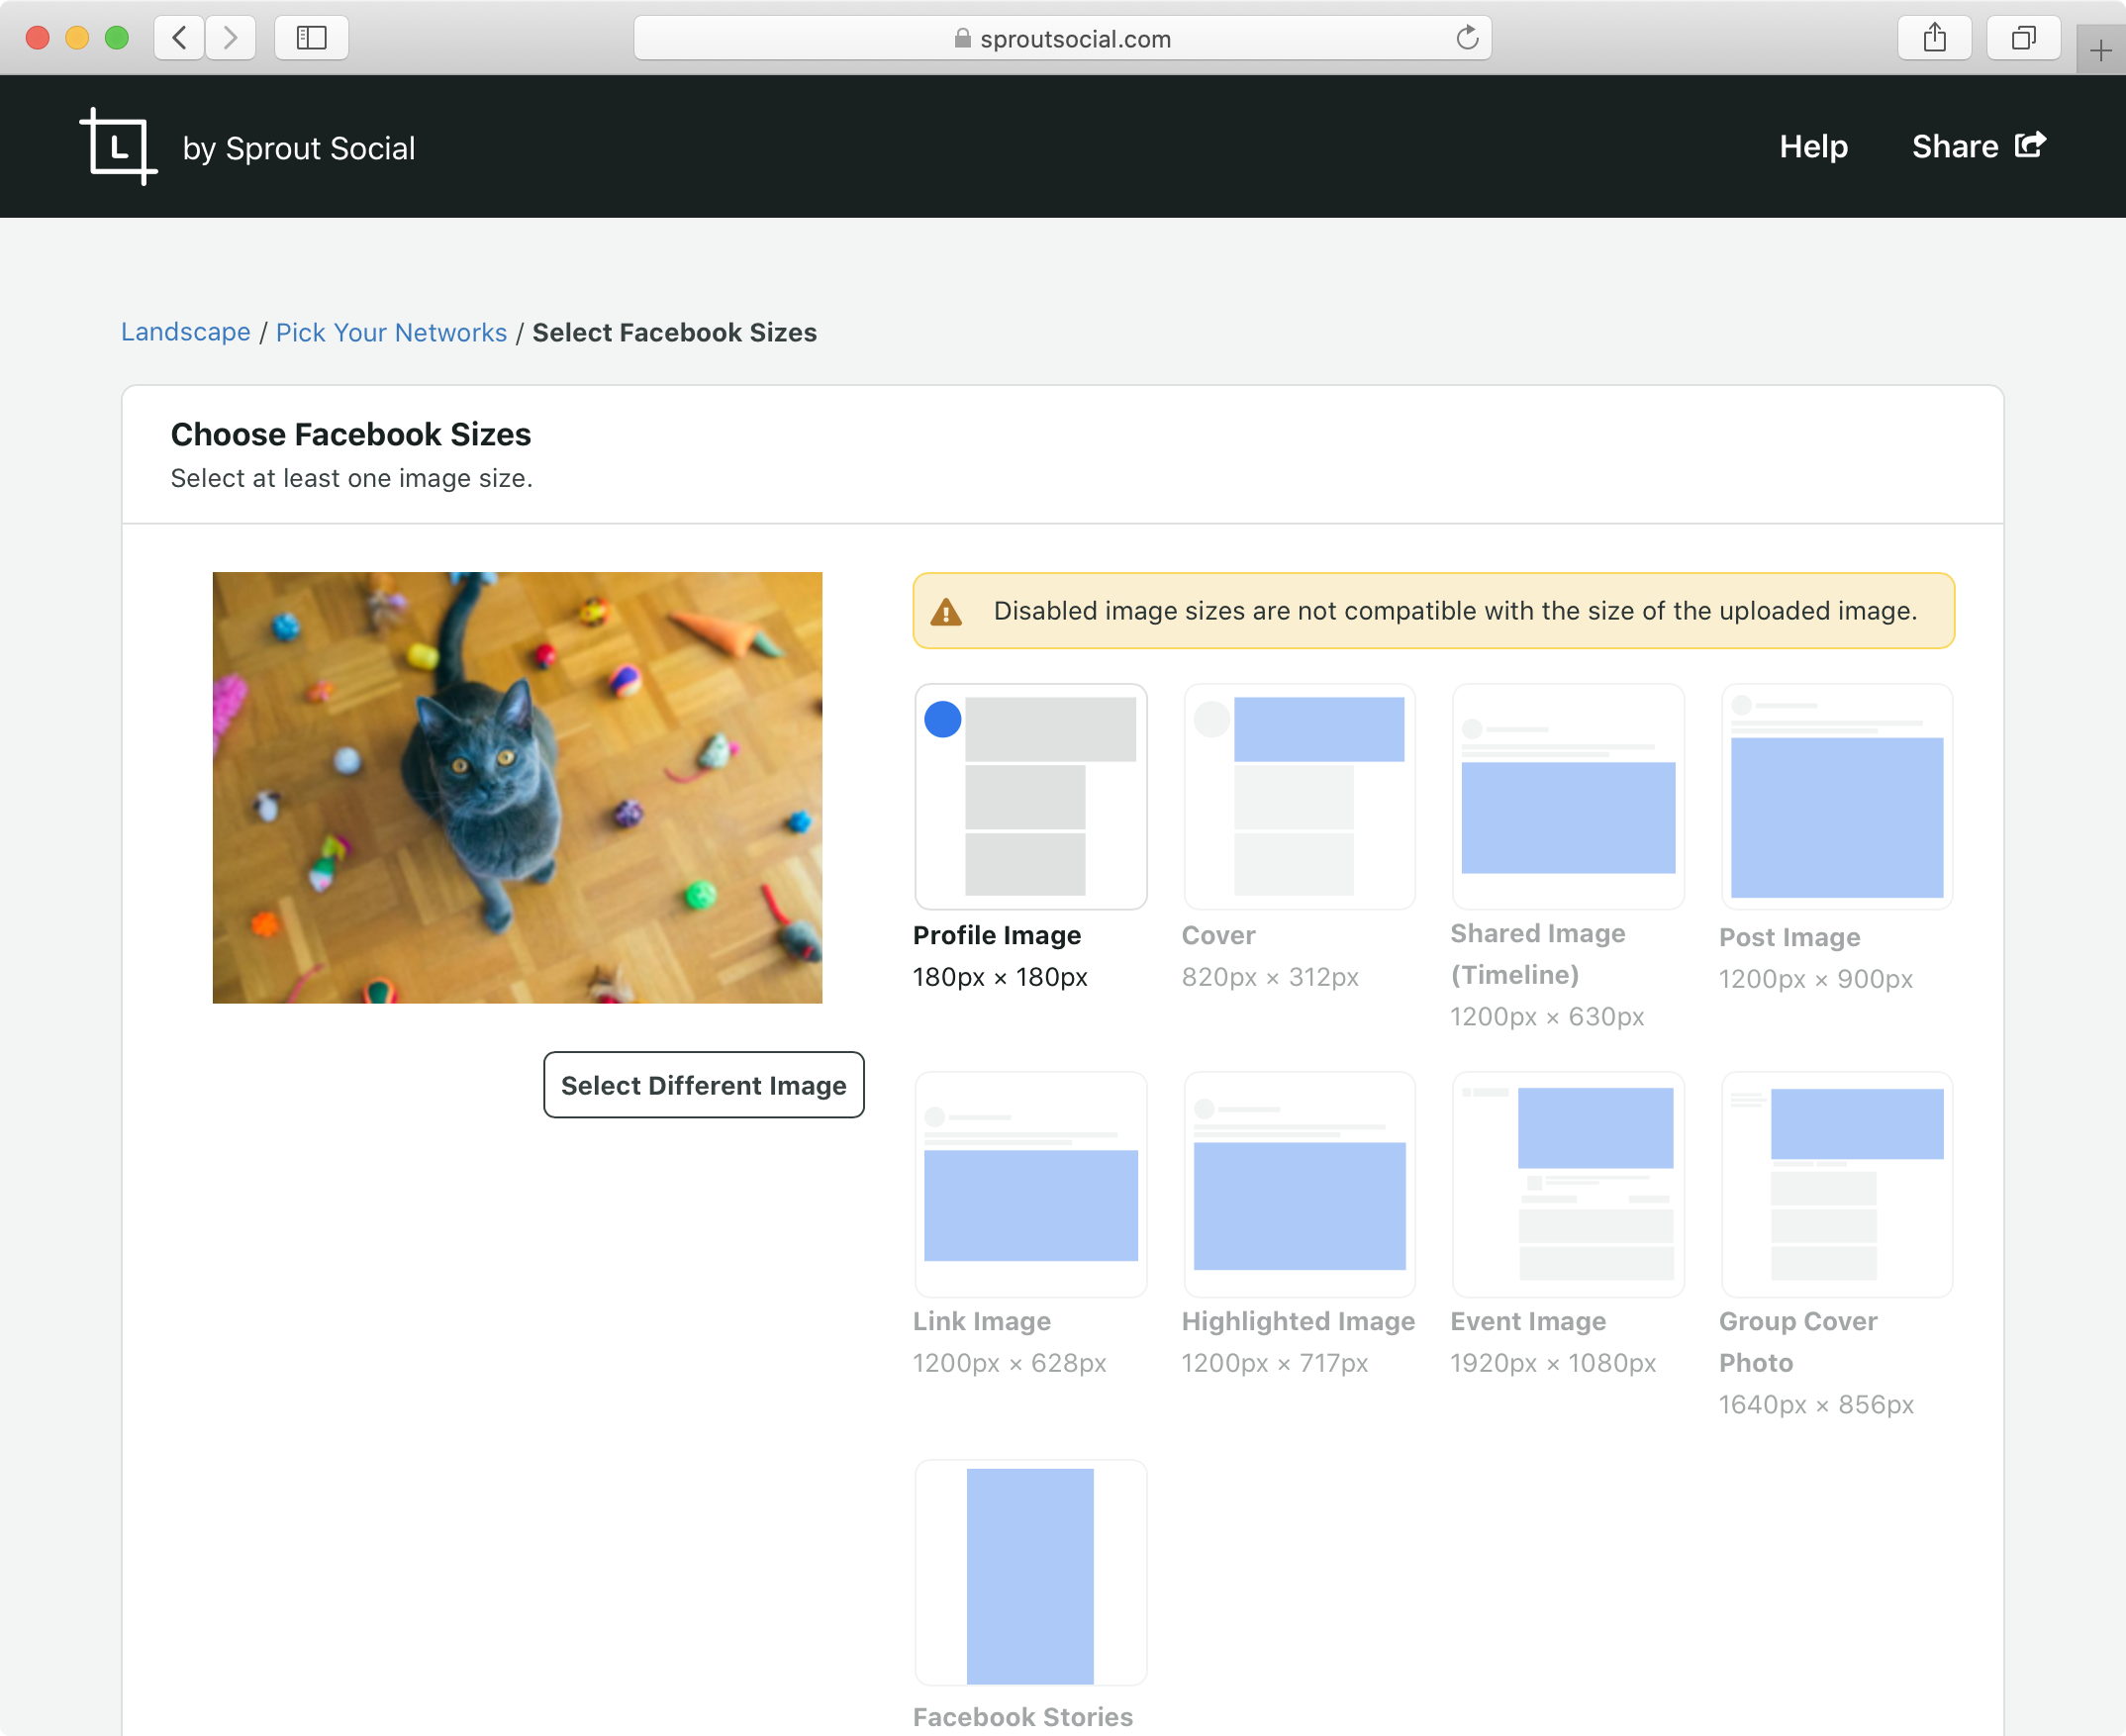 sproutsocial.com
L by Sprout Social
Help
Share
Landscape / Pick Your Networks / Select Facebook Sizes
Choose Facebook Sizes
Select at least one image size.
Disabled image sizes are not compatible with the size of the uploaded image.
Profile Image
180px × 180px
Cover
820px × 312px
Shared Image
(Timeline)
1200px × 630px
Post Image
1200px × 900px
Select Different Image
Link Image
1200px × 628px
Highlighted Image
1200px × 717px
Event Image
1920px × 1080px
Group Cover
Photo
1640px × 856px
Facebook Stories